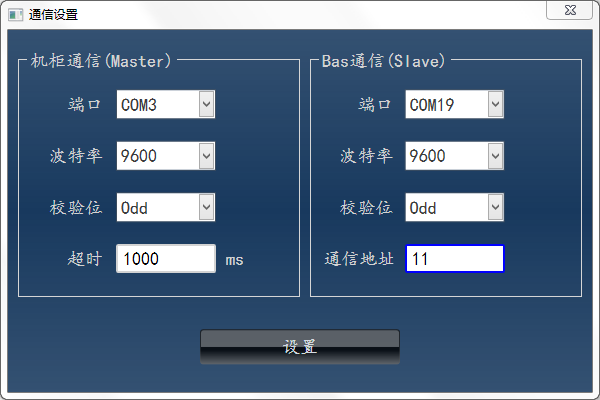 通信设置
机柜通信(Master)
端口 COM3
波特率 9600
校验位 Odd
超时 1000 ms
Bas通信(Slave)
端口 COM19
波特率 9600
校验位 Odd
通信地址 11
设置